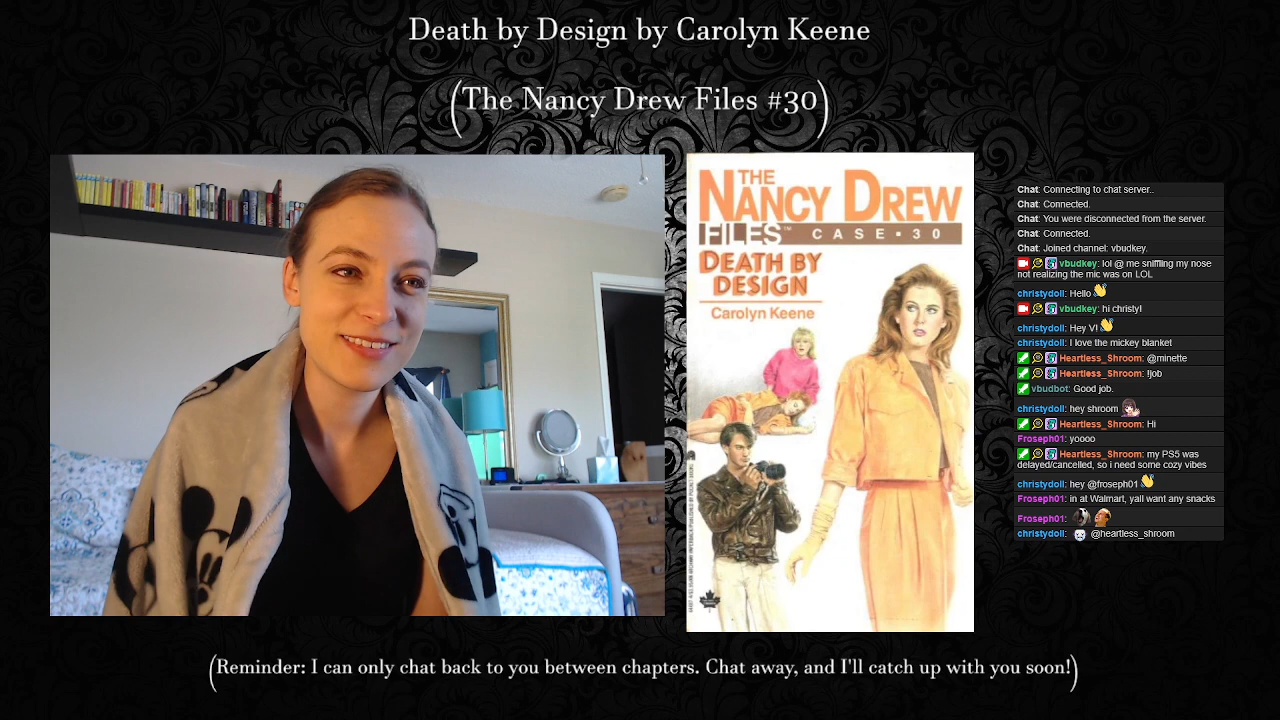 Death by Design by Carolyn Keene
(The Nancy Drew Files #30)
THE
NANCY DREW
FILES™ CASE ▪ 30
DEATH BY
DESIGN
Carolyn Keene
Chat: Connecting to chat server..
Chat: Connected.
Chat: You were disconnected from the server.
Chat: Connected.
Chat: Joined channel: vbudkey.
vbudkey: lol @ me sniffling my nose
not realizing the mic was on LOL
christydoll: Hello 👋
vbudkey: hi christy!
christydoll: Hey V! 👋
christydoll: I love the mickey blanket
Heartless_Shroom: @minette
Heartless_Shroom: !job
vbudbot: Good job.
christydoll: hey shroom
Heartless_Shroom: Hi
Froseph01: yoooo
Heartless_Shroom: my PS5 was
delayed/cancelled, so i need some cozy vibes
christydoll: hey @froseph01 👋
Froseph01: in at Walmart, yall want any snacks
Froseph01:
christydoll: @heartless_shroom
(Reminder: I can only chat back to you between chapters. Chat away, and I'll catch up with you soon!)